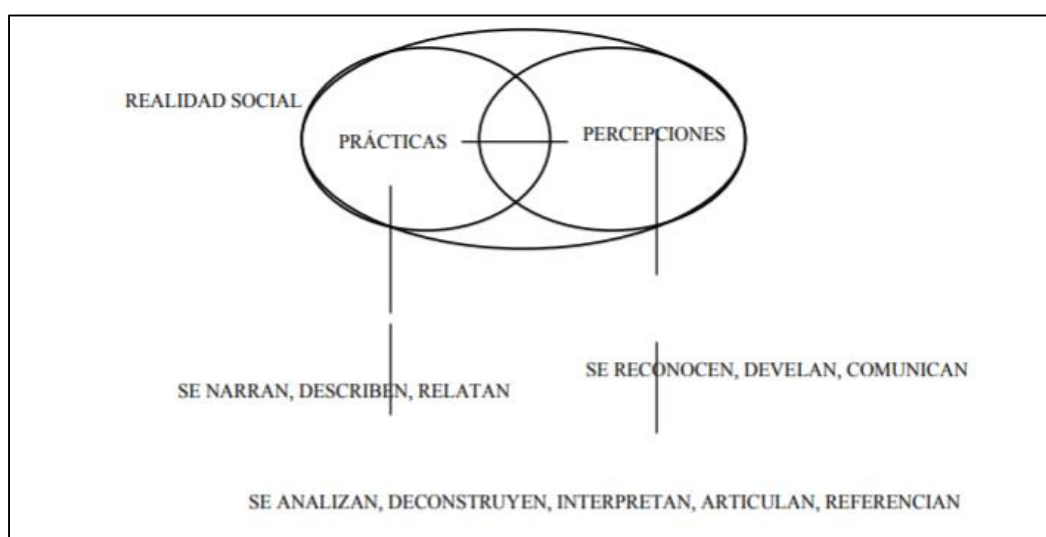 REALIDAD SOCIAL
PRÁCTICAS
PERCEPCIONES
SE NARRAN, DESCRIBEN, RELATAN
SE RECONOCEN, DEVELAN, COMUNICAN
SE ANALIZAN, DECONSTRUYEN, INTERPRETAN, ARTICULAN, REFERENCIAN